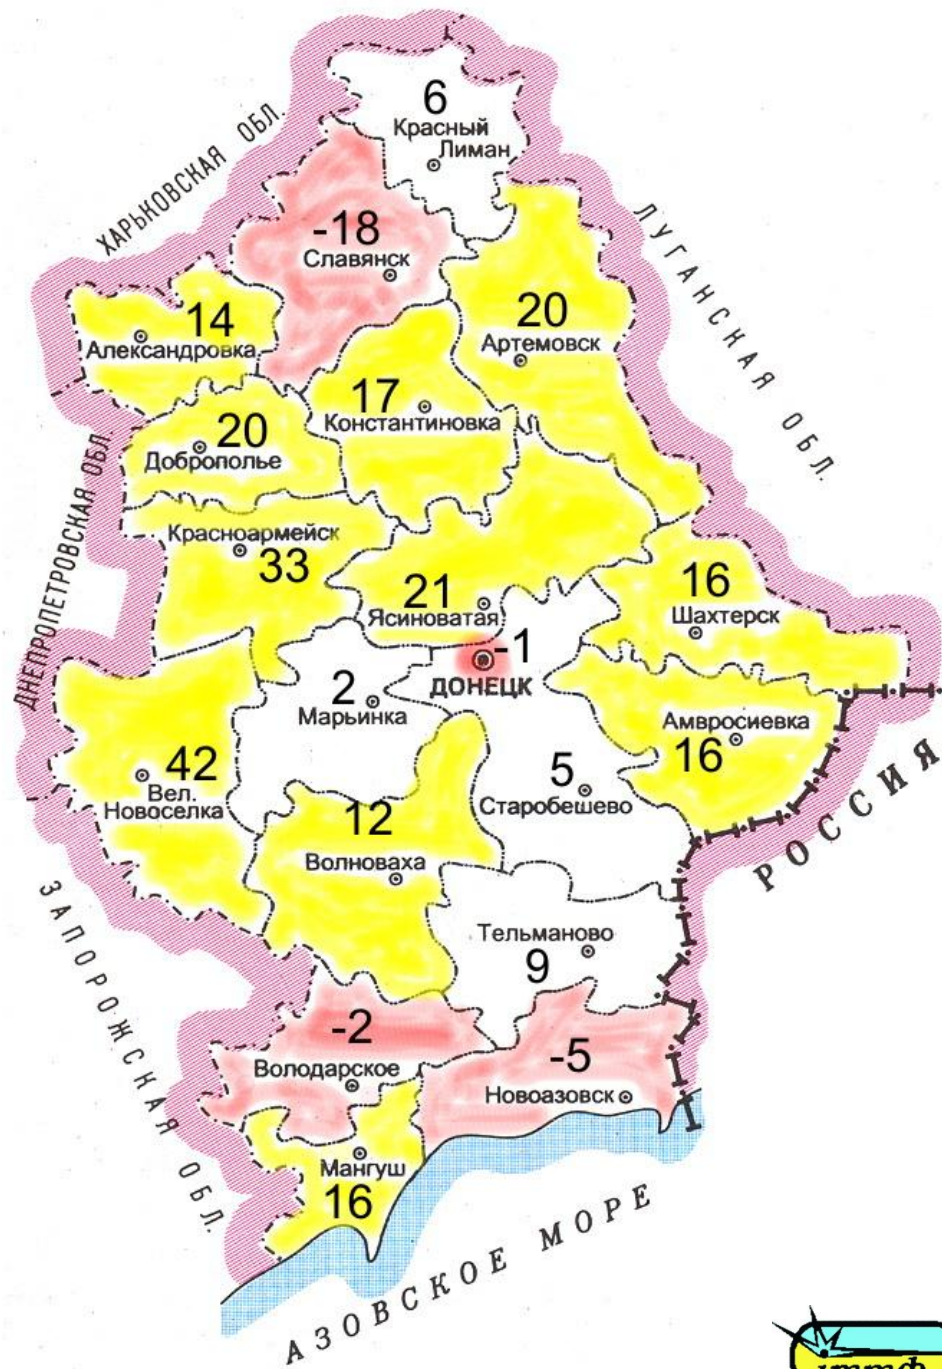 6
Красный
Лиман
ХАРЬКОВСКАЯ ОБЛ.
-18
Славянск
ЛУГАНСКАЯ ОБЛ.
14
Александровка
20
Артемовск
17
Константиновка
20
Доброполье
ДНЕПРОПЕТРОВСКАЯ ОБЛ.
Красноармейск
33
21
Ясиноватая
16
Шахтерск
-1
ДОНЕЦК
2
Марьинка
Амвросиевка
16
42
Вел.
Новоселка
5
Старобешево
12
Волноваха
РОССИЯ
ЗАПОРОЖСКАЯ ОБЛ.
Тельманово
9
-2
Володарское
-5
Новоазовск
Мангуш
16
АЗОВСКОЕ МОРЕ